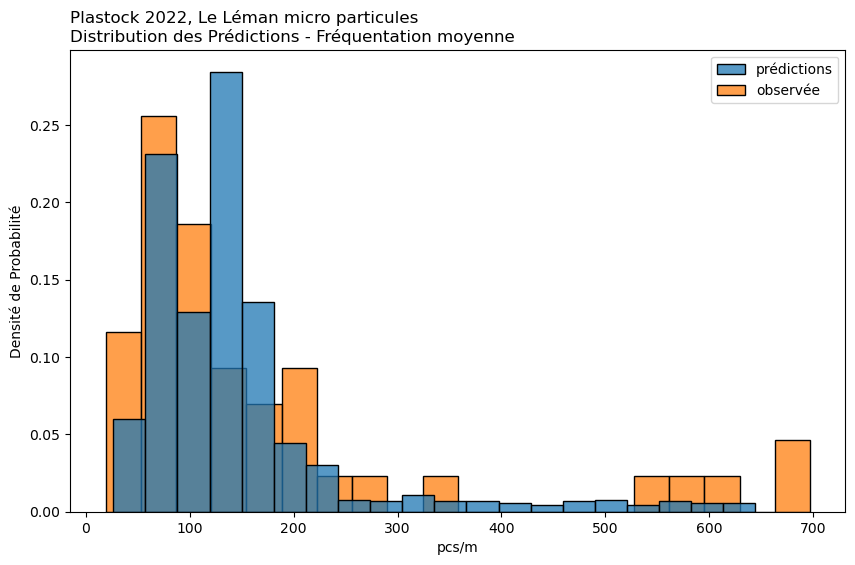 Plastock 2022, Le Léman micro particules
Distribution des Prédictions - Fréquentation moyenne
prédictions
observée
Densité de Probabilité
0.25
0.20
0.15
0.10
0.05
0.00
0 100 200 300 400 500 600 700
pcs/m